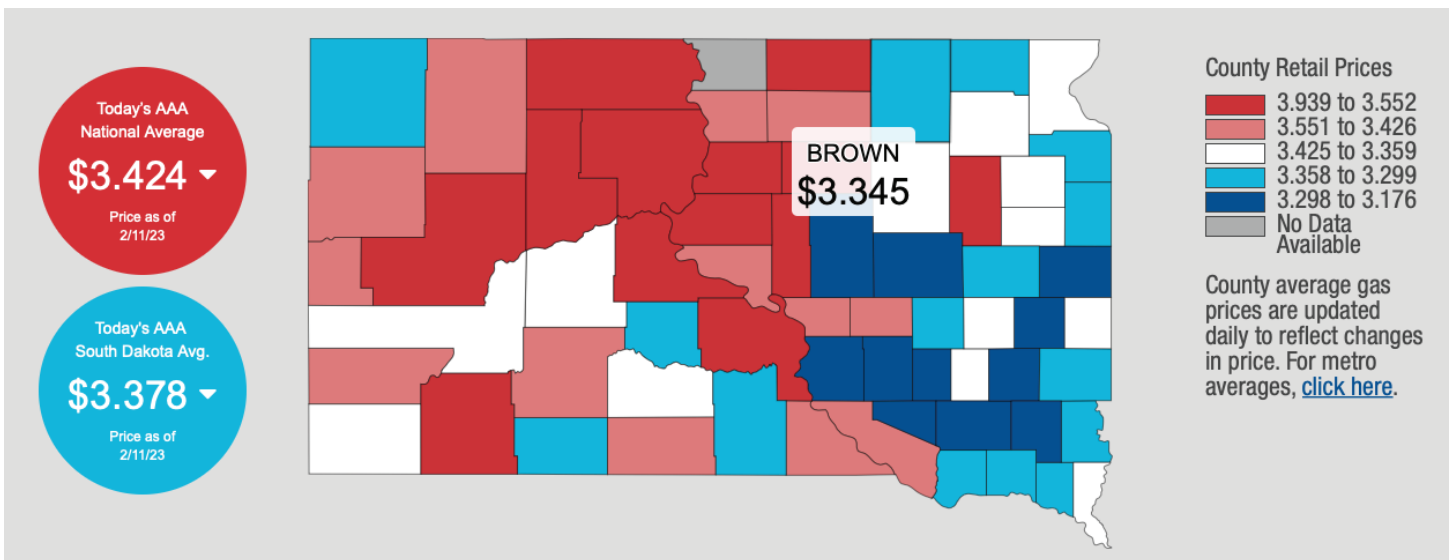 Today's AAA
National Average
$3.424
Price as of
2/11/23
Today's AAA
South Dakota Avg.
$3.378
Price as of
2/11/23
BROWN
$3.345
County Retail Prices
3.939 to 3.552
3.551 to 3.426
3.425 to 3.359
3.358 to 3.299
3.298 to 3.176
No Data
Available
County average gas
prices are updated
daily to reflect changes
in price. For metro
averages, click here.